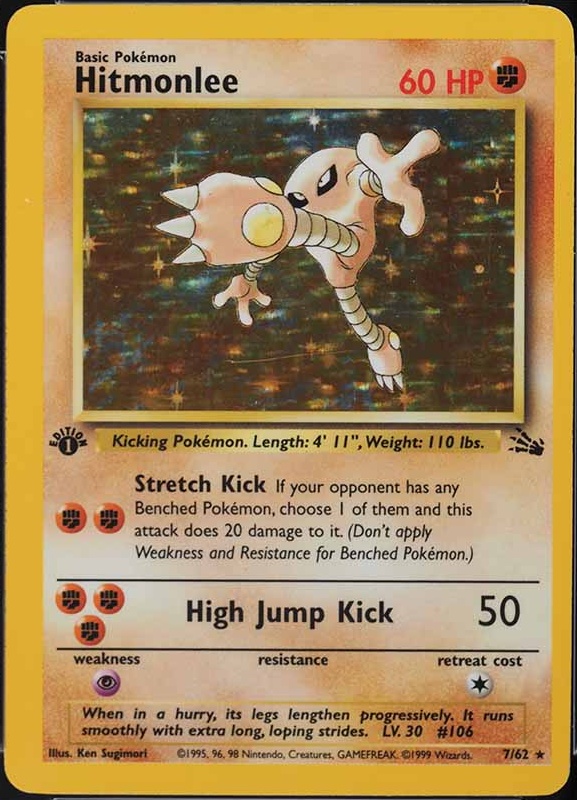 Basic Pokémon
Hitmonlee
60 HP
EDITION
1
Kicking Pokémon. Length: 4' 11", Weight: 110 lbs.
Stretch Kick If your opponent has any
Benched Pokémon, choose 1 of them and this
attack does 20 damage to it. (Don't apply
Weakness and Resistance for Benched Pokémon.)
High Jump Kick 50
weakness resistance retreat cost
When in a hurry, its legs lengthen progressively. It runs
smoothly with extra long, loping strides. LV. 30 #106
Illus. Ken Sugimori ©1995, 96, 98 Nintendo, Creatures, GAMEFREAK. ©1999 Wizards. 7/62 ★